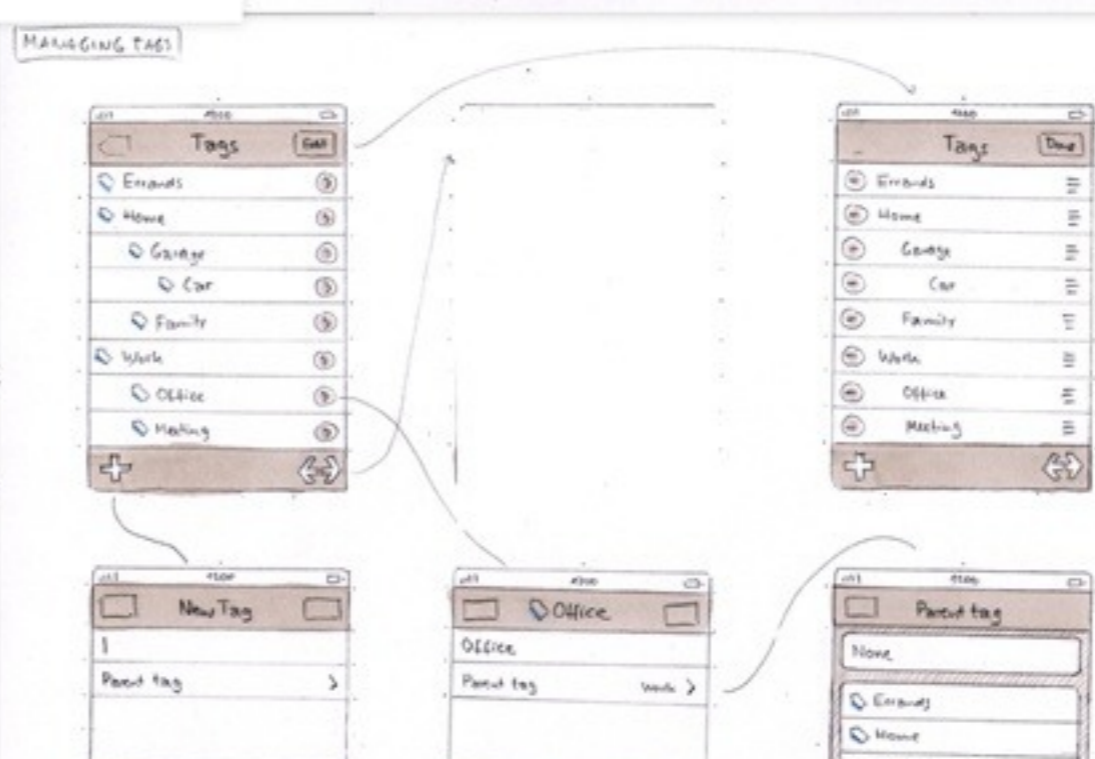 MANAGING TAGS
Tags Edit
Errands
Home
Garage
Car
Family
Work
Office
Meeting
Tags Done
Errands
Home
Garage
Car
Family
Work
Office
Meeting
New Tag
Parent tag >
Office
Office
Parent tag Work >
Parent tag
None
Errands
Home